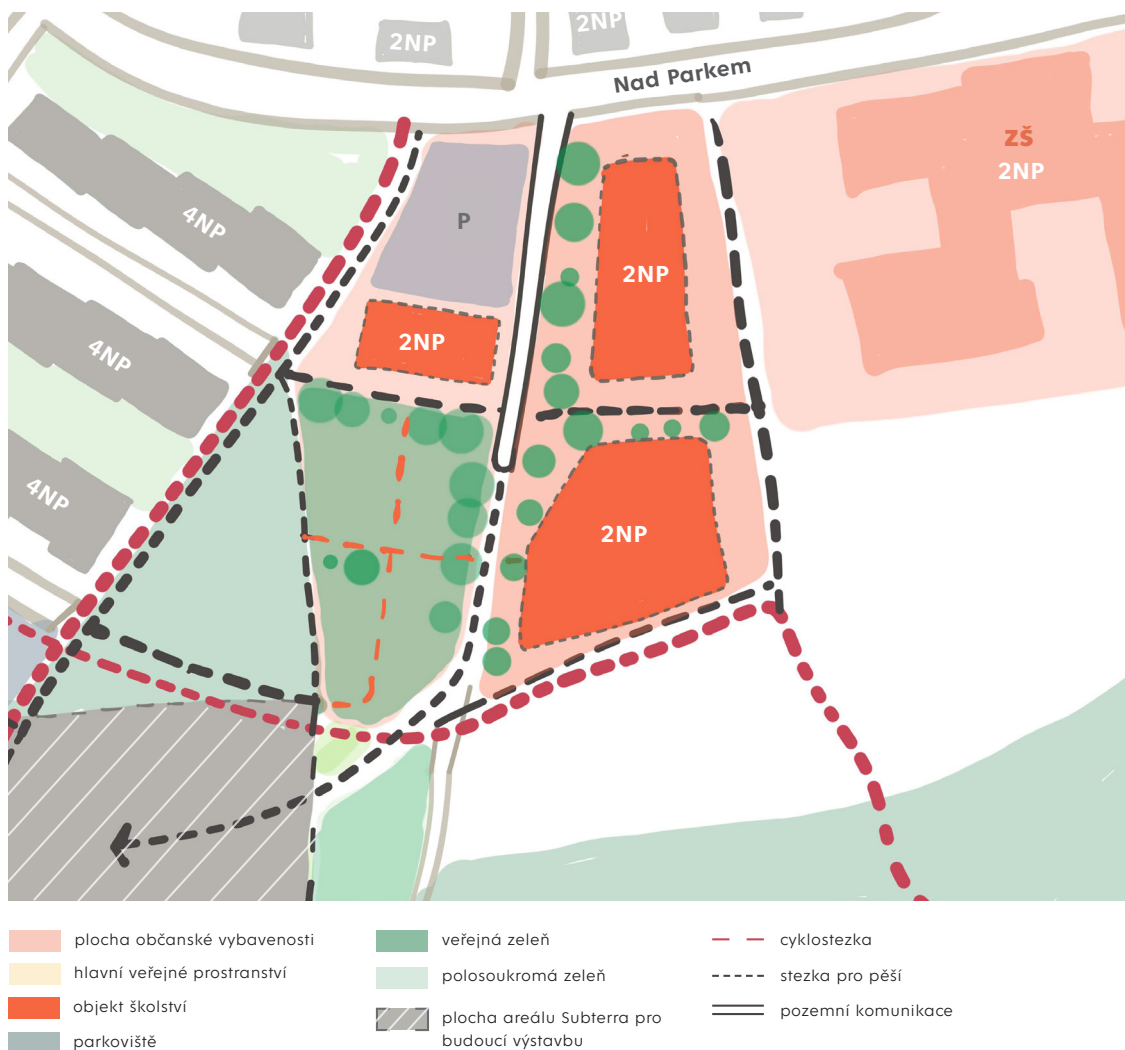 2NP
2NP
Nad Parkem
ZŠ
2NP
4NP
P
2NP
2NP
4NP
4NP
2NP
plocha občanské vybavenosti
hlavní veřejné prostranství
objekt školství
parkoviště
veřejná zeleň
polosoukromá zeleň
plocha areálu Subterra pro
budoucí výstavbu
cyklostezka
stezka pro pěší
pozemní komunikace